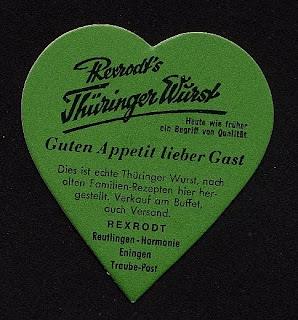 Rexrodt's
Thüringer Wurst
Heute wie früher
ein Begriff von Qualität
Guten Appetit lieber Gast
Dies ist echte Thüringer Wurst, nach
alten Familien-Rezepten hier her-
gestellt. Verkauf am Buffet,
auch Versand.
REXRODT
Reutlingen-Harmonie
Eningen
Traube-Post